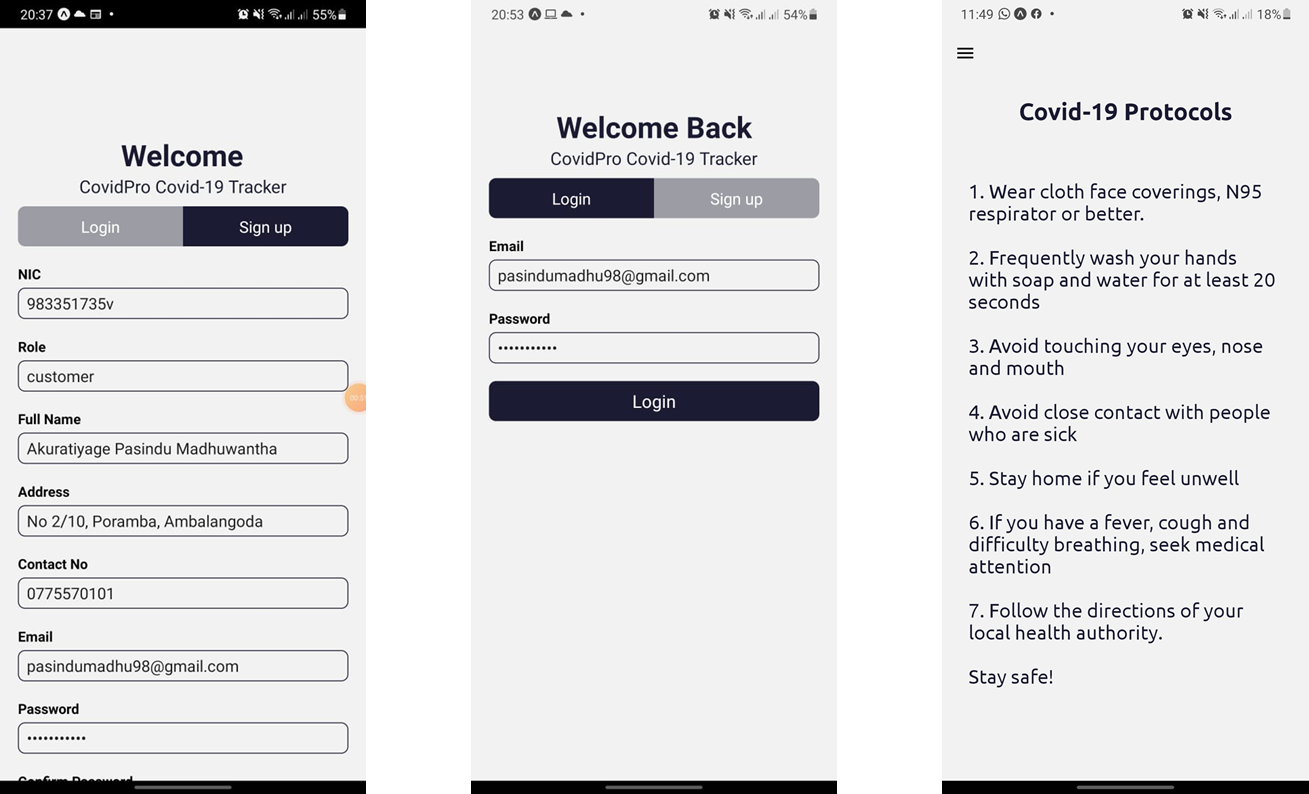 20:37
55%
Welcome
CovidPro Covid-19 Tracker
Login
Sign up
NIC
983351735v
Role
customer
Full Name
Akuratiyage Pasindu Madhuwantha
Address
No 2/10, Poramba, Ambalangoda
Contact No
0775570101
Email
pasindumadhu98@gmail.com
Password
•••••••••••
Confirm Password
20:53
54%
Welcome Back
CovidPro Covid-19 Tracker
Login
Sign up
Email
pasindumadhu98@gmail.com
Password
•••••••••••
Login
11:49
18%
Covid-19 Protocols
1. Wear cloth face coverings, N95
respirator or better.
2. Frequently wash your hands
with soap and water for at least 20
seconds
3. Avoid touching your eyes, nose
and mouth
4. Avoid close contact with people
who are sick
5. Stay home if you feel unwell
6. If you have a fever, cough and
difficulty breathing, seek medical
attention
7. Follow the directions of your
local health authority.
Stay safe!